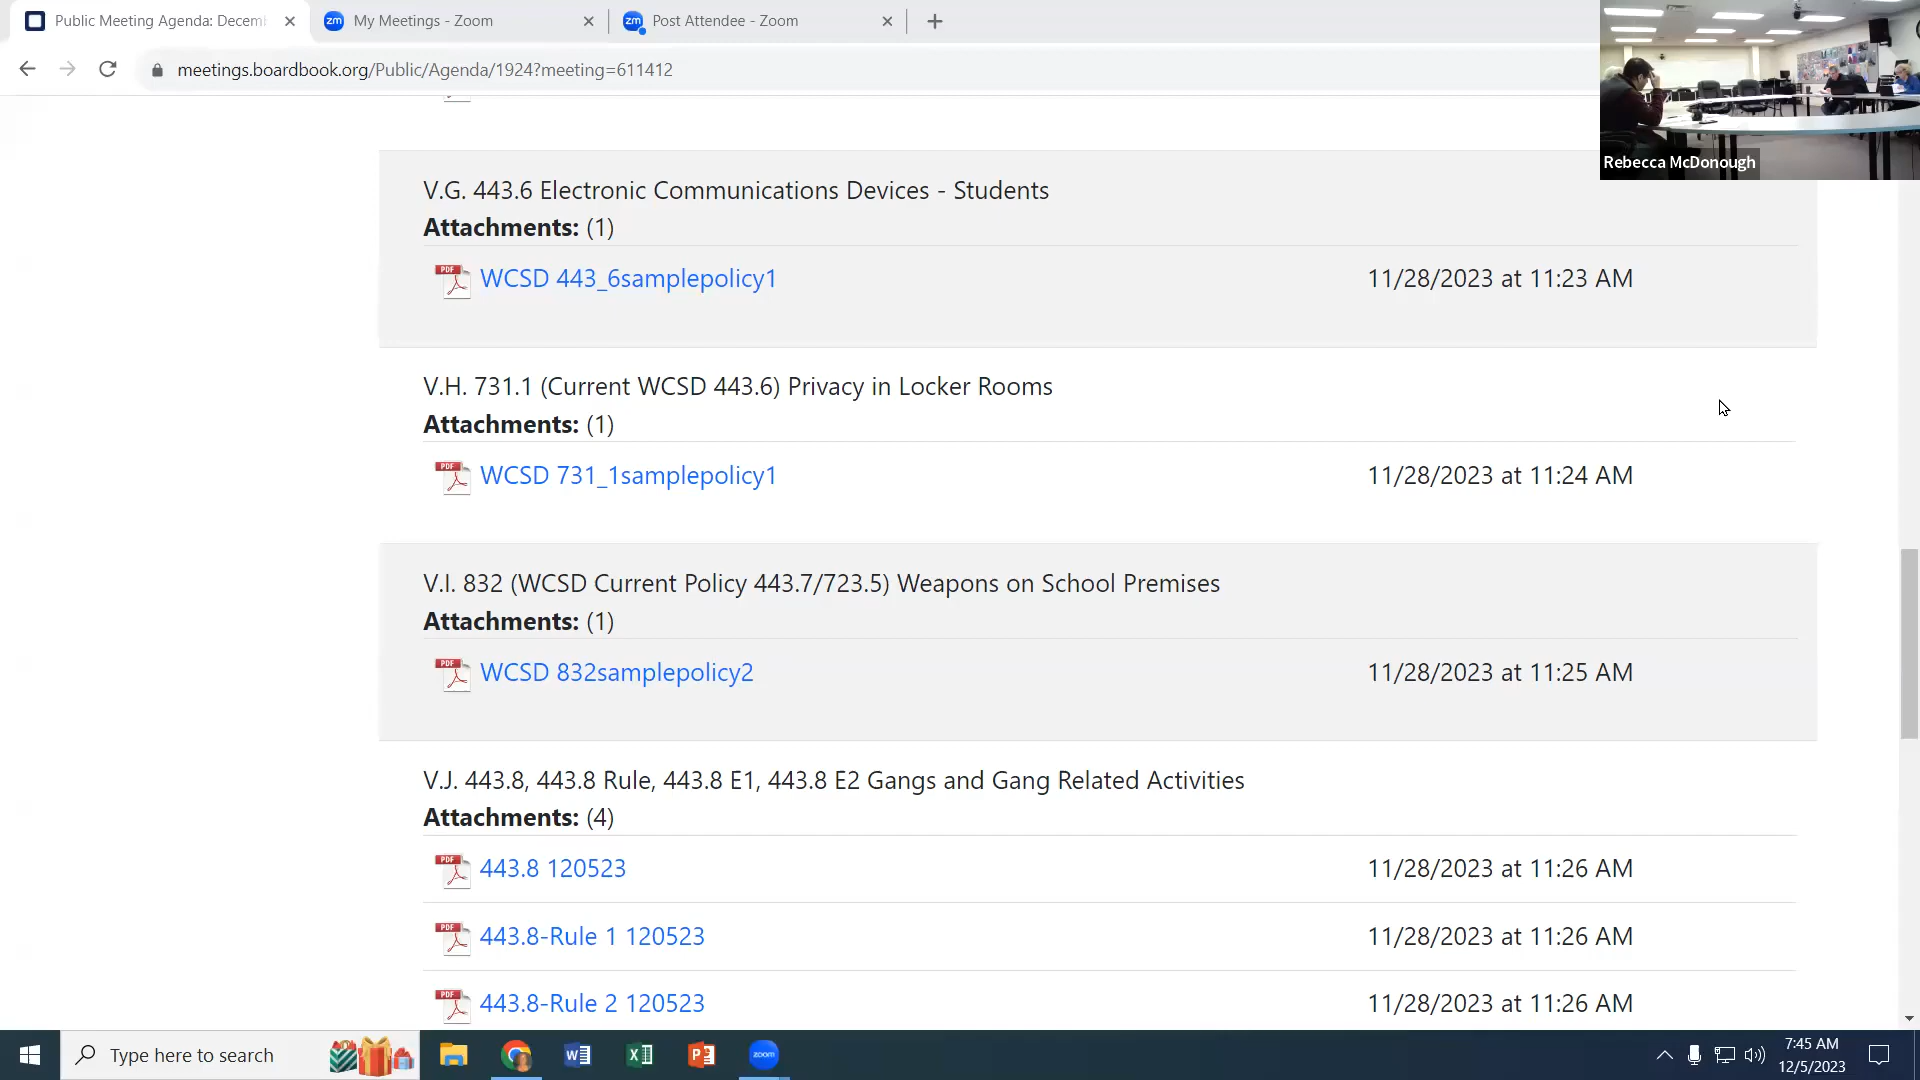 Public Meeting Agenda: Decem
My Meetings - Zoom
Post Attendee - Zoom
meetings.boardbook.org/Public/Agenda/1924?meeting=611412
Rebecca McDonough
V.G. 443.6 Electronic Communications Devices - Students
Attachments: (1)
WCSD 443_6samplepolicy1 11/28/2023 at 11:23 AM
V.H. 731.1 (Current WCSD 443.6) Privacy in Locker Rooms
Attachments: (1)
WCSD 731_1samplepolicy1 11/28/2023 at 11:24 AM
V.I. 832 (WCSD Current Policy 443.7/723.5) Weapons on School Premises
Attachments: (1)
WCSD 832samplepolicy2 11/28/2023 at 11:25 AM
V.J. 443.8, 443.8 Rule, 443.8 E1, 443.8 E2 Gangs and Gang Related Activities
Attachments: (4)
443.8 120523 11/28/2023 at 11:26 AM
443.8-Rule 1 120523 11/28/2023 at 11:26 AM
443.8-Rule 2 120523 11/28/2023 at 11:26 AM
Type here to search
7:45 AM
12/5/2023